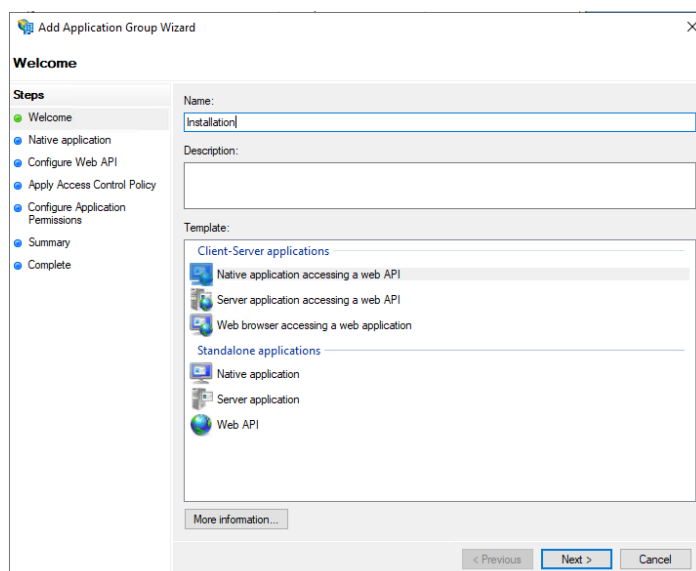 Add Application Group Wizard
Welcome
Steps
Welcome
Native application
Configure Web API
Apply Access Control Policy
Configure Application
Permissions
Summary
Complete
Name:
Installation
Description:
Template:
Client-Server applications
Native application accessing a web API
Server application accessing a web API
Web browser accessing a web application
Standalone applications
Native application
Server application
Web API
More information...
< Previous
Next >
Cancel